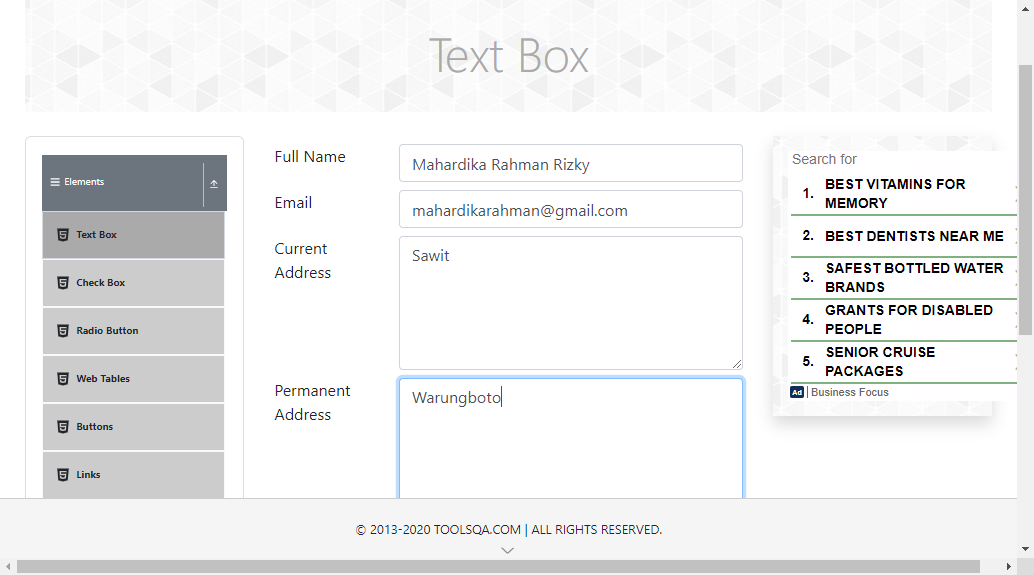 Text Box
Elements
Text Box
Check Box
Radio Button
Web Tables
Buttons
Links
Full Name
Mahardika Rahman Rizky
Email
mahardikarahman@gmail.com
Current
Address
Sawit
Permanent
Address
Warungboto
Search for
1. BEST VITAMINS FOR
MEMORY
2. BEST DENTISTS NEAR ME
3. SAFEST BOTTLED WATER
BRANDS
4. GRANTS FOR DISABLED
PEOPLE
5. SENIOR CRUISE
PACKAGES
Ad | Business Focus
© 2013-2020 TOOLSQA.COM | ALL RIGHTS RESERVED.